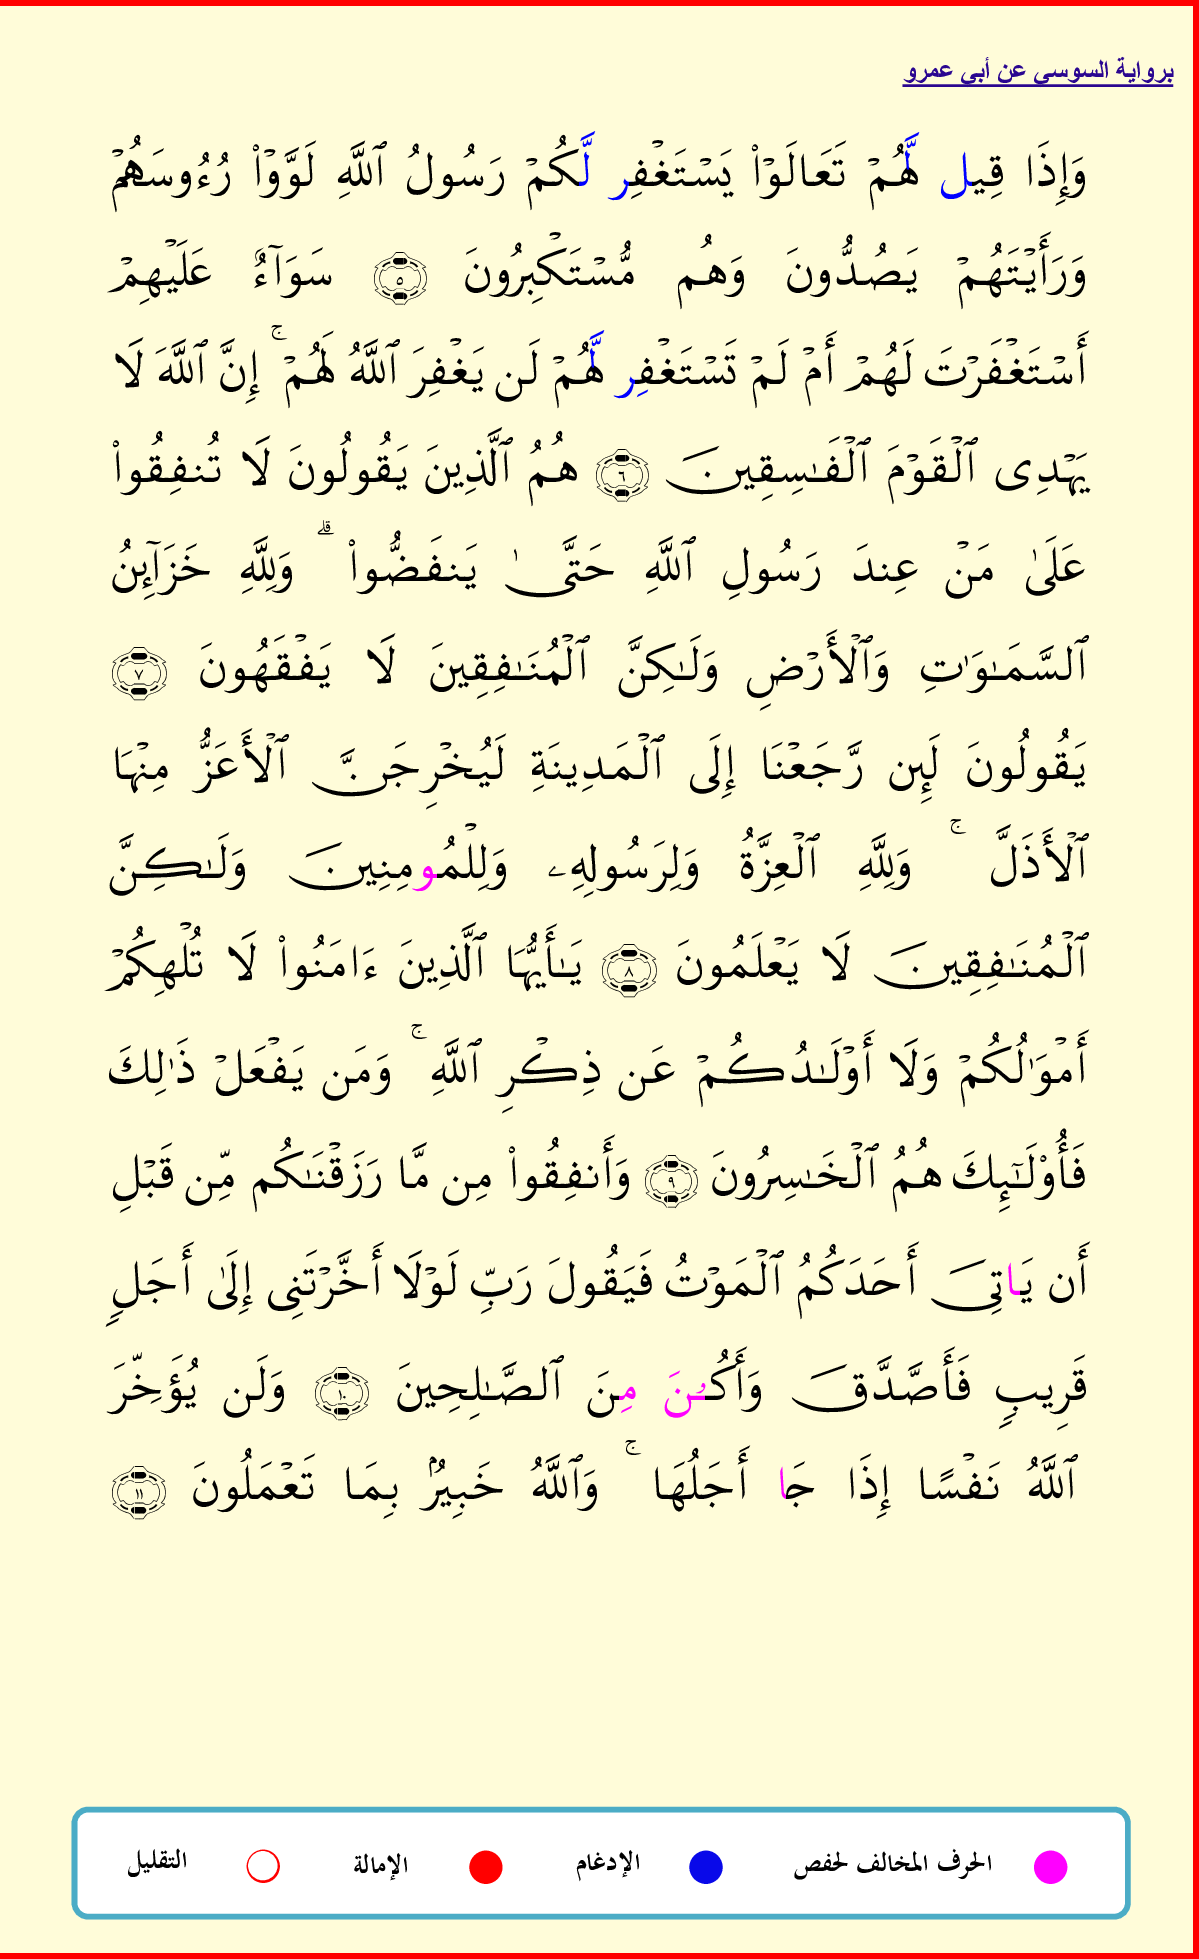 برواية السوسي عن أبي عمرو
وَإِذَا قِيل لَّهُمۡ تَعَالَوۡاْ يَسۡتَغۡفِر لَّكُمۡ رَسُولُ ٱللَّهِ لَوَّوۡاْ رُءُوسَهُمۡ
وَرَأَيۡتَهُمۡ يَصُدُّونَ وَهُم مُّسۡتَكۡبِرُونَ ٥ سَوَآءٌ عَلَيۡهِمۡ
أَسۡتَغۡفَرۡتَ لَهُمۡ أَمۡ لَمۡ تَسۡتَغۡفِر لَّهُمۡ لَن يَغۡفِرَ ٱللَّهُ لَهُمۡۚ إِنَّ ٱللَّهَ لَا
يَهۡدِي ٱلۡقَوۡمَ ٱلۡفَٰسِقِينَ ٦ هُمُ ٱلَّذِينَ يَقُولُونَ لَا تُنفِقُواْ
عَلَىٰ مَنۡ عِندَ رَسُولِ ٱللَّهِ حَتَّىٰ يَنفَضُّواْۗ وَلِلَّهِ خَزَآئِنُ
ٱلسَّمَٰوَٰتِ وَٱلۡأَرۡضِ وَلَٰكِنَّ ٱلۡمُنَٰفِقِينَ لَا يَفۡقَهُونَ ٧
يَقُولُونَ لَئِن رَّجَعۡنَا إِلَى ٱلۡمَدِينَةِ لَيُخۡرِجَنَّ ٱلۡأَعَزُّ مِنۡهَا
ٱلۡأَذَلَّۚ وَلِلَّهِ ٱلۡعِزَّةُ وَلِرَسُولِهِۦ وَلِلۡمُومِنِينَ وَلَٰكِنَّ
ٱلۡمُنَٰفِقِينَ لَا يَعۡلَمُونَ ٨ يَٰأَيُّهَا ٱلَّذِينَ ءَامَنُواْ لَا تُلۡهِكُمۡ
أَمۡوَٰلُكُمۡ وَلَا أَوۡلَٰدُكُمۡ عَن ذِكۡرِ ٱللَّهِۚ وَمَن يَفۡعَلۡ ذَٰلِكَ
فَأُوْلَٰٓئِكَ هُمُ ٱلۡخَٰسِرُونَ ٩ وَأَنفِقُواْ مِن مَّا رَزَقۡنَٰكُم مِّن قَبۡلِ
أَن يَاتِيَ أَحَدَكُمُ ٱلۡمَوۡتُ فَيَقُولَ رَبِّ لَوۡلَا أَخَّرۡتَنِي إِلَىٰ أَجَلٍ
قَرِيبٍ فَأَصَّدَّقَ وَأَكُۥنَ مِنَ ٱلصَّٰلِحِينَ ١٠ وَلَن يُؤَخِّرَ
ٱللَّهُ نَفۡسًا إِذَا جَا أَجَلُهَاۚ وَٱللَّهُ خَبِيرُۢ بِمَا تَعۡمَلُونَ ١١
الحرف المخالف لحفص الإدغام الإمالة التقليل